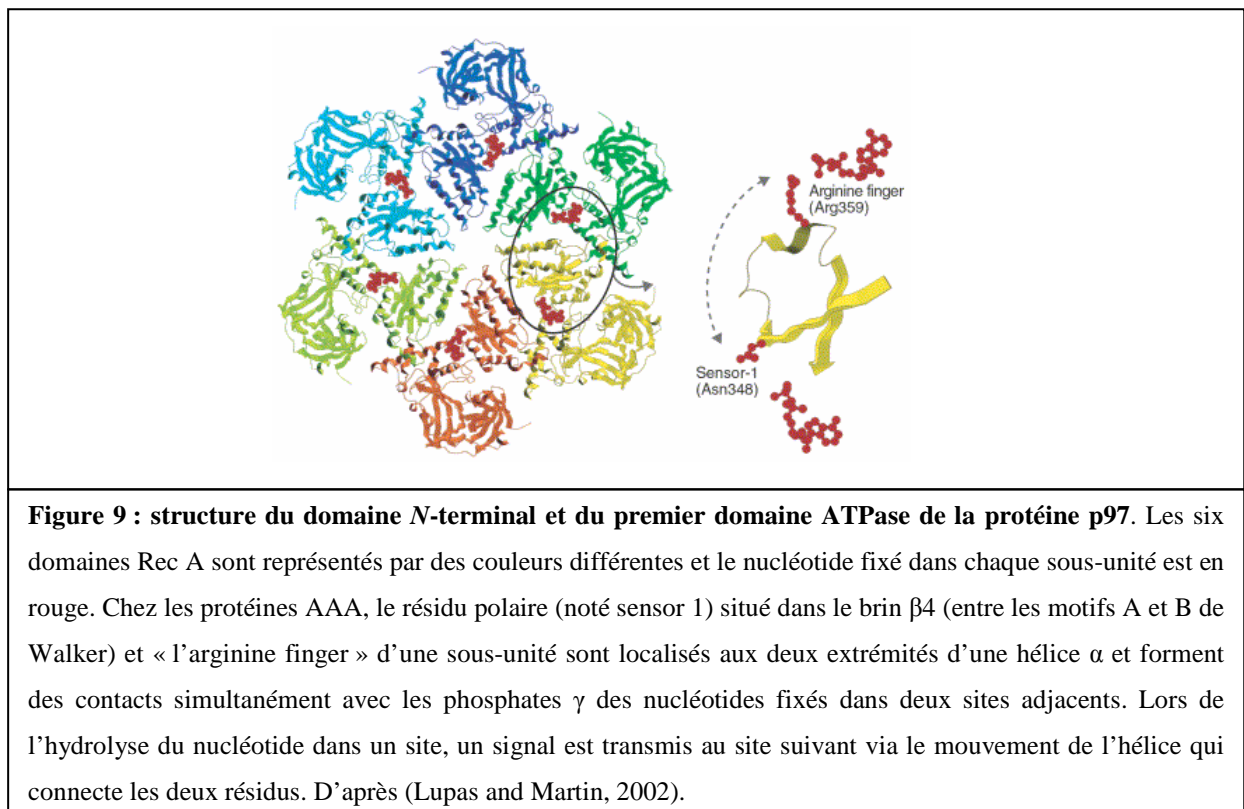 Arginine finger
(Arg359)
Sensor-1
(Asn348)
Figure 9 : structure du domaine N-terminal et du premier domaine ATPase de la protéine p97. Les six
domaines Rec A sont représentés par des couleurs différentes et le nucléotide fixé dans chaque sous-unité est en
rouge. Chez les protéines AAA, le résidu polaire (noté sensor 1) situé dans le brin β4 (entre les motifs A et B de
Walker) et « l’arginine finger » d’une sous-unité sont localisés aux deux extrémités d’une hélice α et forment
des contacts simultanément avec les phosphates γ des nucléotides fixés dans deux sites adjacents. Lors de
l’hydrolyse du nucléotide dans un site, un signal est transmis au site suivant via le mouvement de l’hélice qui
connecte les deux résidus. D’après (Lupas and Martin, 2002).